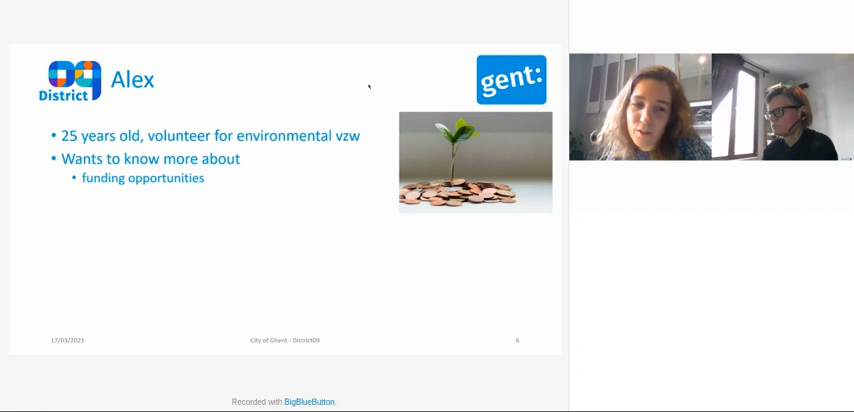 District
Alex
gent:
• 25 years old, volunteer for environmental vzw
• Wants to know more about
• funding opportunities
17/03/2021
City of Ghent - District09
6
Recorded with BigBlueButton.